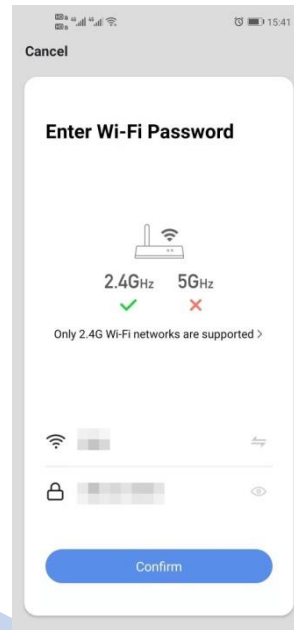 15:41
Cancel
Enter Wi-Fi Password
2.4GHz 5GHz
Only 2.4G Wi-Fi networks are supported >
Confirm